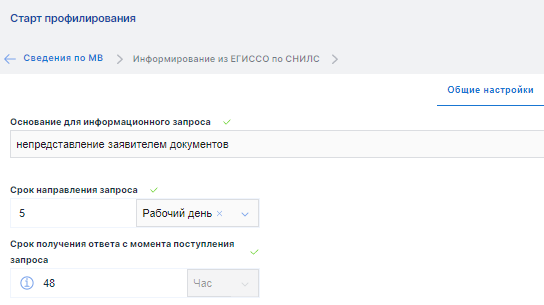 Старт профилирования
Сведения по МВ
Информирование из ЕГИССО по СНИЛС
Общие настройки
Основание для информационного запроса
непредставление заявителем документов
Срок направления запроса
5 Рабочий день ×
Срок получения ответа с момента поступления
запроса
48 Час